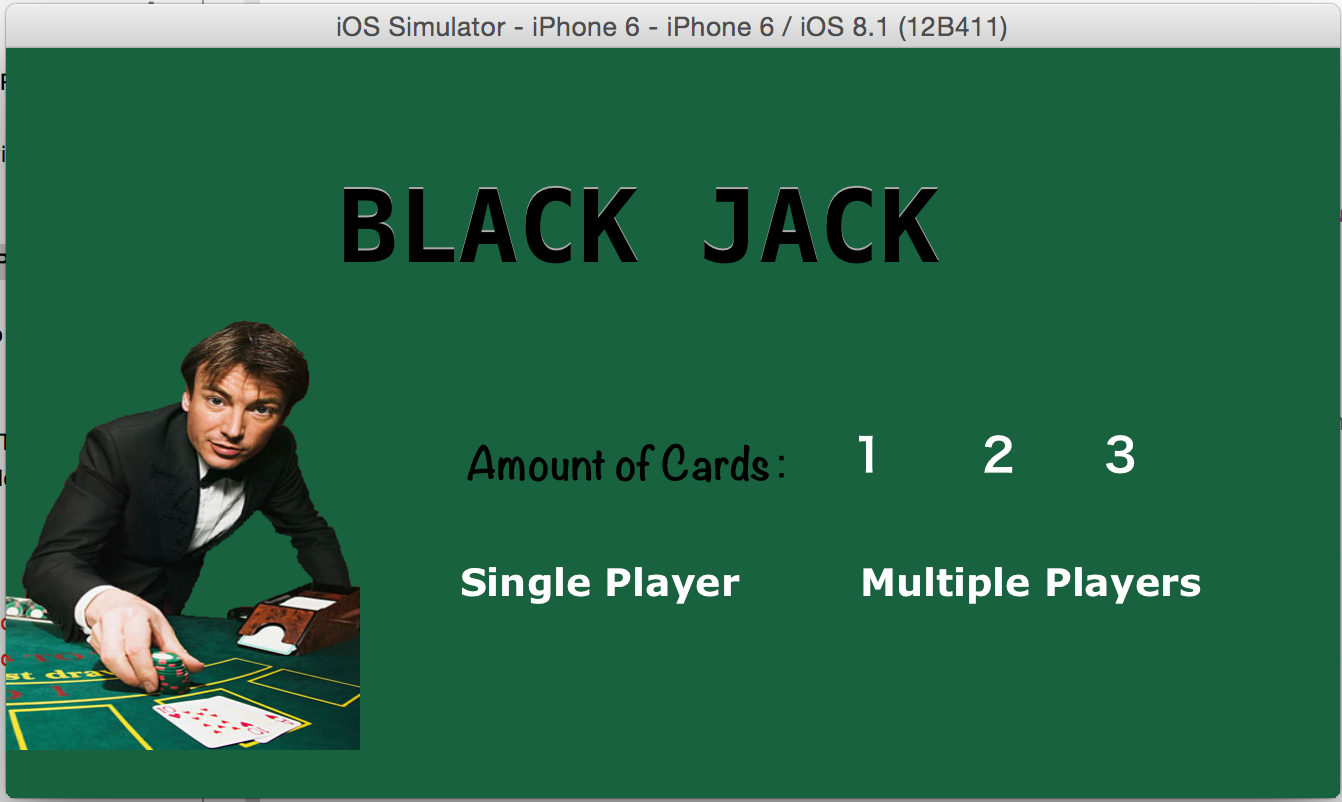 iOS Simulator - iPhone 6 - iPhone 6 / iOS 8.1 (12B411)
BLACK JACK
Amount of Cards: 1 2 3
Single Player Multiple Players